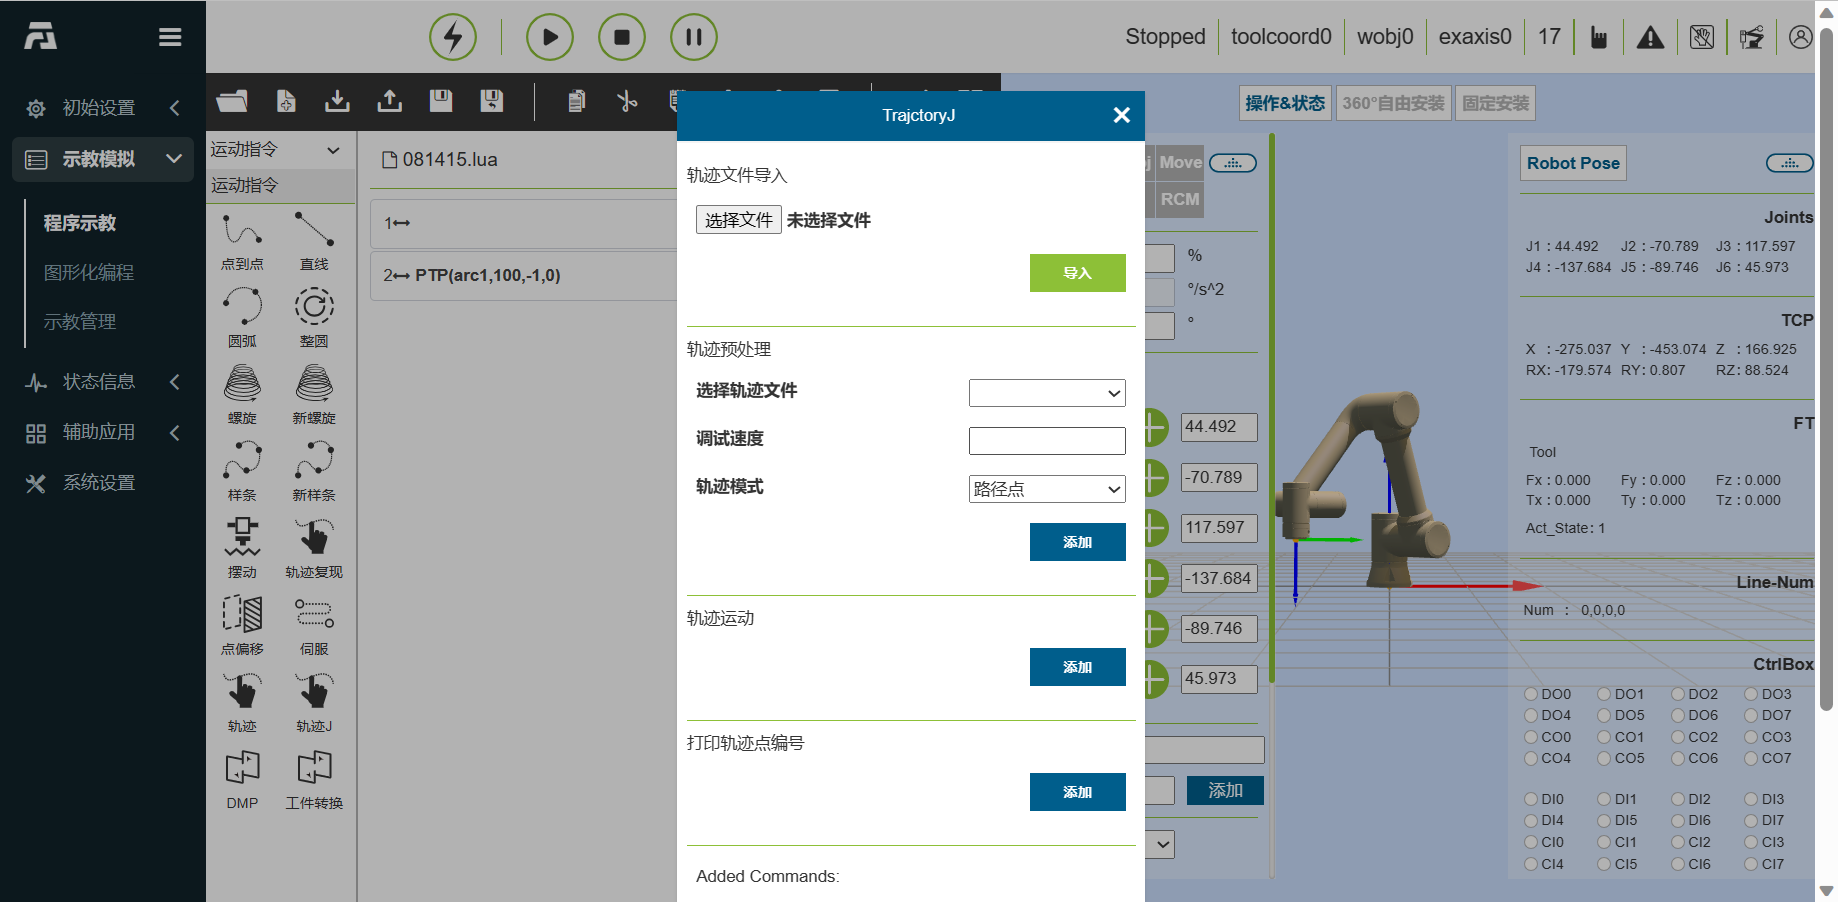 Stopped
toolcoord0
wobj0
exaxis0
17
初始设置
示教模拟
程序示教
图形化编程
示教管理
状态信息
辅助应用
系统设置
运动指令
运动指令
点到点
直线
圆弧
整圆
螺旋
新螺旋
样条
新样条
摆动
轨迹复现
点偏移
伺服
轨迹
轨迹J
DMP
工件转换
081415.lua
1
2 PTP(arc1,100,-1,0)
TrajctoryJ
轨迹文件导入
选择文件 未选择文件
导入
轨迹预处理
选择轨迹文件
调试速度
轨迹模式
路径点
添加
轨迹运动
添加
打印轨迹点编号
添加
Added Commands:
操作&状态
360°自由安装
固定安装
Move
RCM
%
°/s^2
°
44.492
-70.789
117.597
-137.684
-89.746
45.973
添加
Robot Pose
Joints
J1 : 44.492 J2 : -70.789 J3 : 117.597
J4 : -137.684 J5 : -89.746 J6 : 45.973
TCP
X : -275.037 Y : -453.074 Z : 166.925
RX: -179.574 RY: 0.807 RZ: 88.524
FT
Tool
Fx : 0.000 Fy : 0.000 Fz : 0.000
Tx : 0.000 Ty : 0.000 Tz : 0.000
Act_State: 1
Line-Num
Num : 0,0,0,0
CtrlBox
DO0 DO1 DO2 DO3
DO4 DO5 DO6 DO7
CO0 CO1 CO2 CO3
CO4 CO5 CO6 CO7
DI0 DI1 DI2 DI3
DI4 DI5 DI6 DI7
CI0 CI1 CI2 CI3
CI4 CI5 CI6 CI7